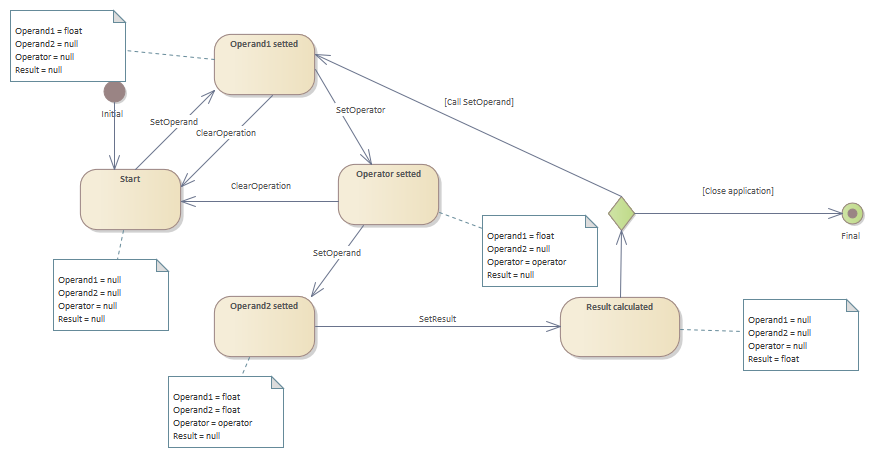 Operand1 = float
Operand2 = null
Operator = null
Result = null
Operand1 setted
Initial
SetOperand
ClearOperation
SetOperator
[Call SetOperand]
Start
ClearOperation
Operator setted
[Close application]
Final
Operand1 = float
Operand2 = null
Operator = operator
Result = null
SetOperand
Operand1 = null
Operand2 = null
Operator = null
Result = null
Operand2 setted
SetResult
Result calculated
Operand1 = null
Operand2 = null
Operator = null
Result = float
Operand1 = float
Operand2 = float
Operator = operator
Result = null